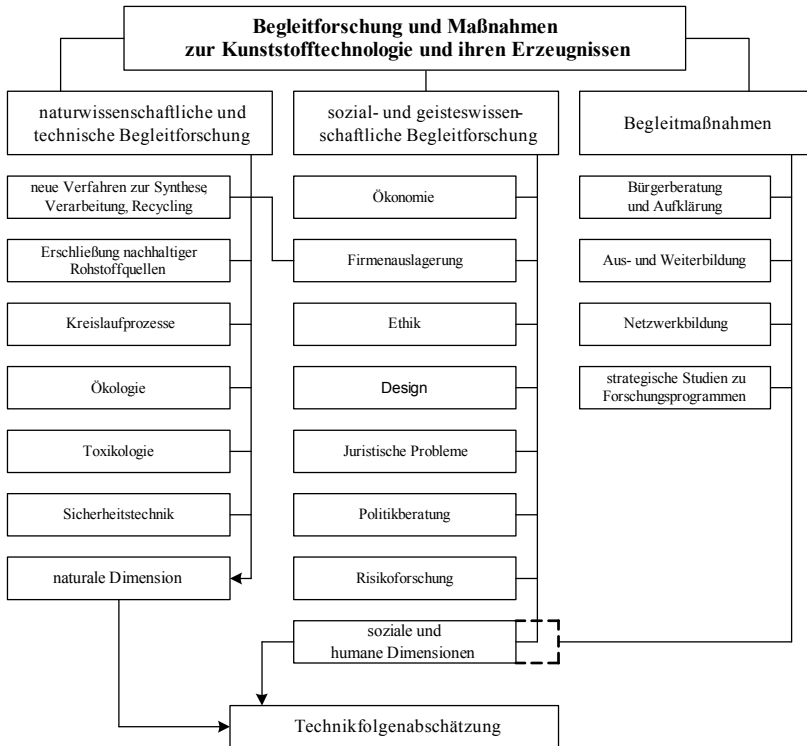 Begleitforschung und Maßnahmen
zur Kunststofftechnologie und ihren Erzeugnissen
naturwissenschaftliche und
technische Begleitforschung
neue Verfahren zur Synthese,
Verarbeitung, Recycling
Erschließung nachhaltiger
Rohstoffquellen
Kreislaufprozesse
Ökologie
Toxikologie
Sicherheitstechnik
naturale Dimension
sozial- und geisteswissen-
schaftliche Begleitforschung
Ökonomie
Firmenauslagerung
Ethik
Design
Juristische Probleme
Politikberatung
Risikoforschung
soziale und
humane Dimensionen
Begleitmaßnahmen
Bürgerberatung
und Aufklärung
Aus- und Weiterbildung
Netzwerkbildung
strategische Studien zu
Forschungsprogrammen
Technikfolgenabschätzung